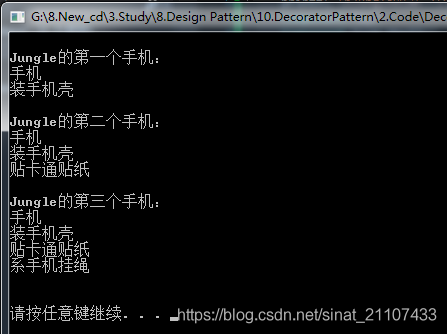 G:\8.New_cd\3.Study\8.Design Pattern\10.DecoratorPattern\2.Code\Deco
Jungle的第一个手机：
手机
装手机壳
Jungle的第二个手机：
手机
装手机壳
贴卡通贴纸
Jungle的第三个手机：
手机
装手机壳
贴卡通贴纸
系手机挂绳
请按任意键继续. . .
https://blog.csdn.net/sinat_21107433